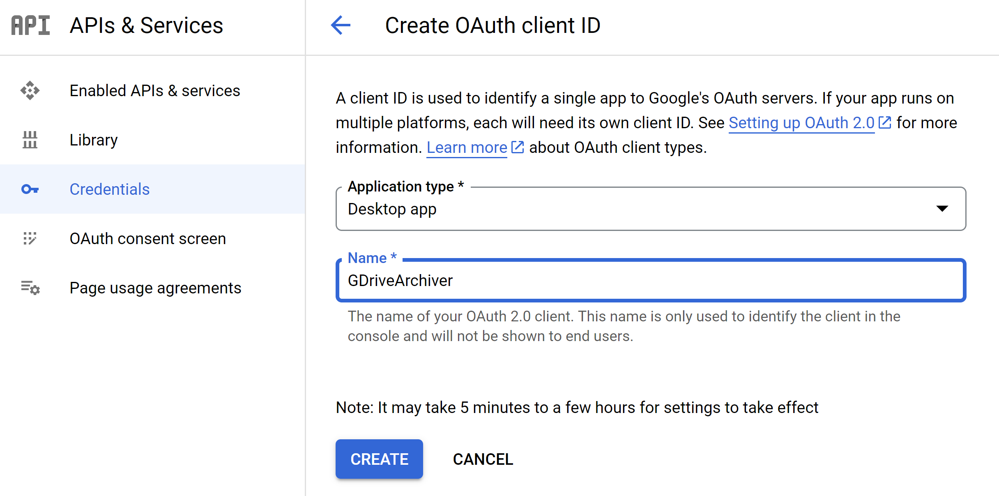 API APIs & Services
Create OAuth client ID
Enabled APIs & services
Library
Credentials
OAuth consent screen
Page usage agreements
A client ID is used to identify a single app to Google's OAuth servers. If your app runs on
multiple platforms, each will need its own client ID. See Setting up OAuth 2.0 for more
information. Learn more about OAuth client types.
Application type *
Desktop app
Name *
GDriveArchiver
The name of your OAuth 2.0 client. This name is only used to identify the client in the
console and will not be shown to end users.
Note: It may take 5 minutes to a few hours for settings to take effect
CREATE CANCEL